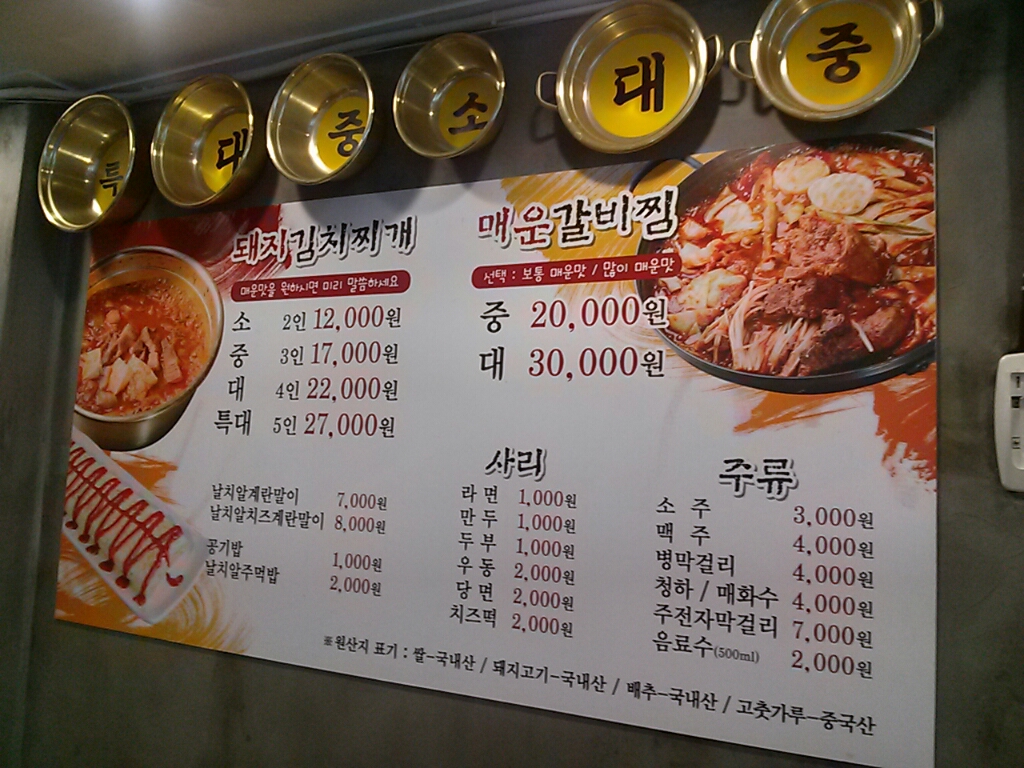 특 대 중 소 대 중
돼지김치찌개
매운맛을 원하시면 미리 말씀하세요
소 2인 12,000원
중 3인 17,000원
대 4인 22,000원
특대 5인 27,000원
날치알계란말이 7,000원
날치알치즈계란말이 8,000원
공기밥 1,000원
날치알주먹밥 2,000원
매운갈비찜
선택 : 보통 매운맛 / 많이 매운맛
중 20,000원
대 30,000원
사리
라면 1,000원
만두 1,000원
두부 1,000원
우동 2,000원
당면 2,000원
치즈떡 2,000원
주류
소주 3,000원
맥주 4,000원
병막걸리 4,000원
청하 / 매화수 4,000원
주전자막걸리 7,000원
음료수(500ml) 2,000원
※원산지 표기 : 쌀-국내산 / 돼지고기-국내산 / 배추-국내산 / 고춧가루-중국산